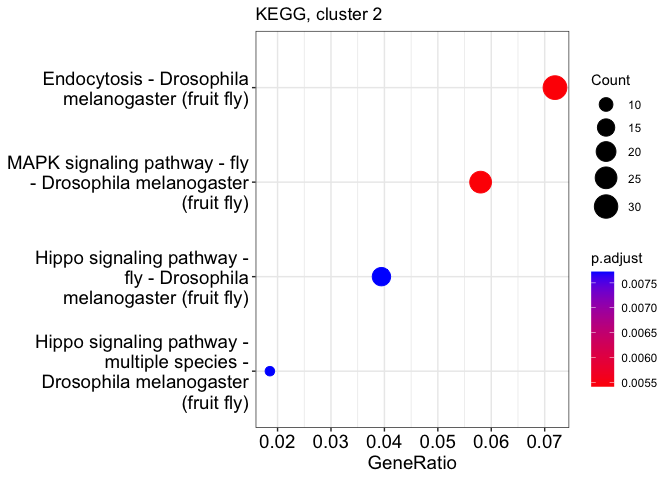 KEGG, cluster 2
Endocytosis - Drosophila
melanogaster (fruit fly)
MAPK signaling pathway - fly
- Drosophila melanogaster
(fruit fly)
Hippo signaling pathway -
fly - Drosophila
melanogaster (fruit fly)
Hippo signaling pathway -
multiple species -
Drosophila melanogaster
(fruit fly)
0.02 0.03 0.04 0.05 0.06 0.07
GeneRatio
Count
10
15
20
25
30
p.adjust
0.0075
0.0070
0.0065
0.0060
0.0055